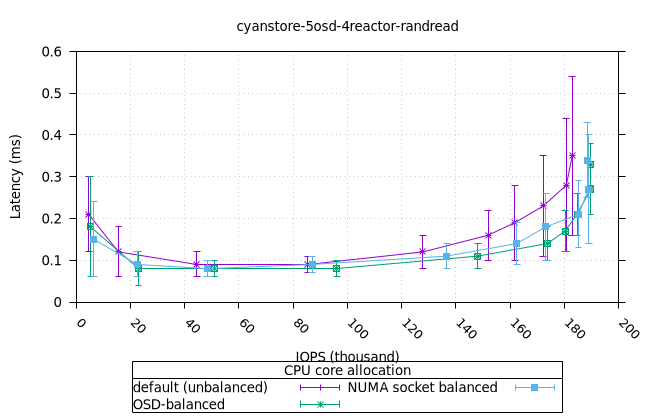 cyanstore-5osd-4reactor-randread
0.6
0.5
0.4
0.3
0.2
0.1
0
Latency (ms)
0 20 40 60 80 100 120 140 160 180 200
IOPS (thousand)
CPU core allocation
default (unbalanced) NUMA socket balanced
OSD-balanced